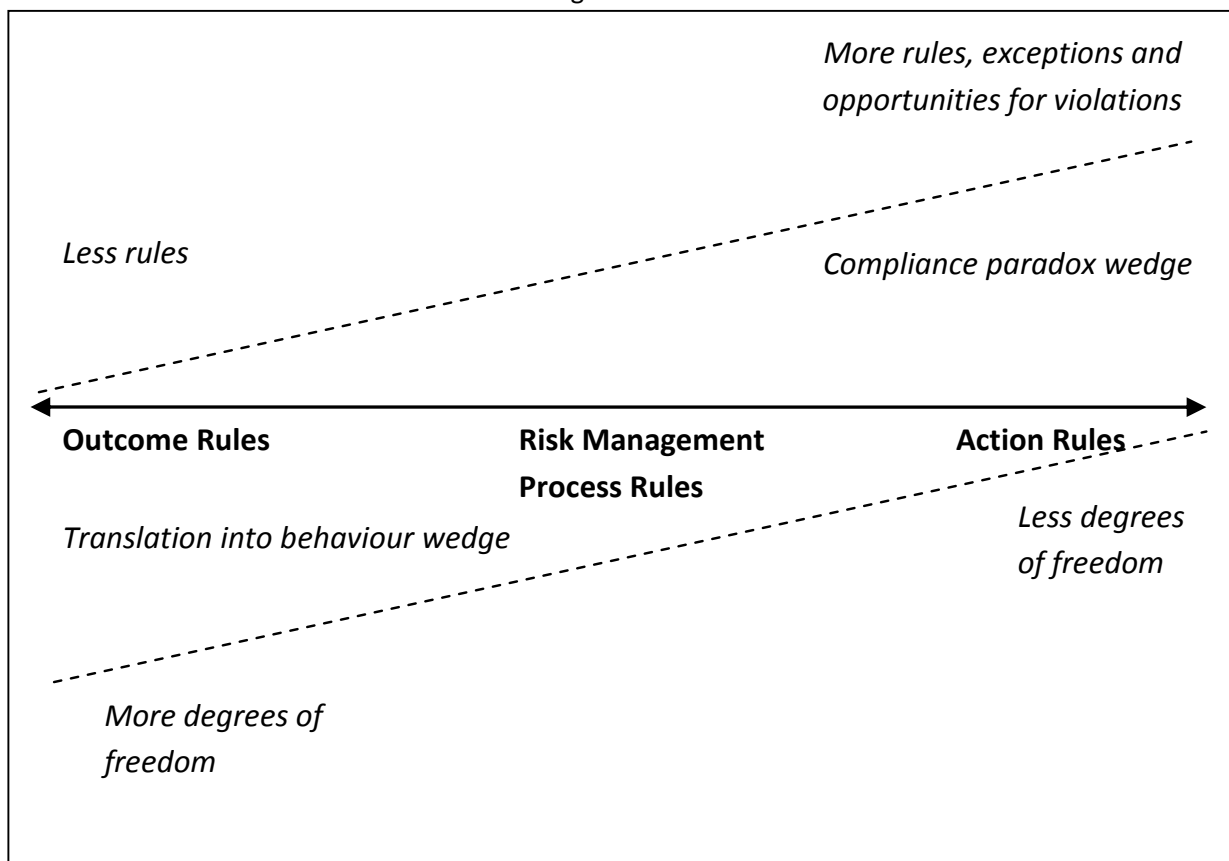 More rules, exceptions and
opportunities for violations
Less rules
Compliance paradox wedge
Outcome Rules
Risk Management
Process Rules
Action Rules
Translation into behaviour wedge
Less degrees
of freedom
More degrees of
freedom